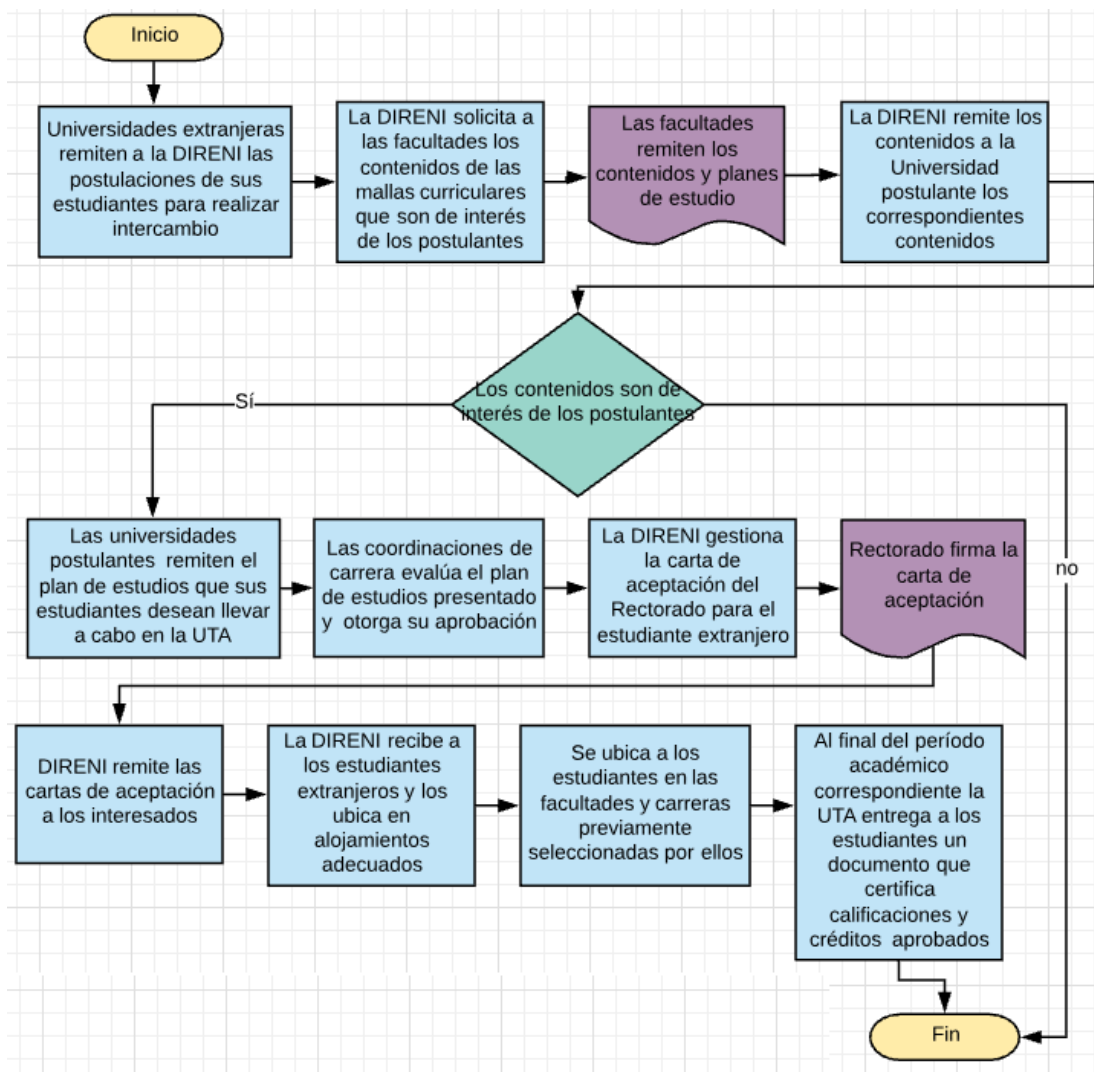 Inicio
Universidades extranjeras
remiten a la DIRENI las
postulaciones de sus
estudiantes para realizar
intercambio
La DIRENI solicita a
las facultades los
contenidos de las
mallas curriculares
que son de interés
de los postulantes
Las facultades
remiten los
contenidos y planes
de estudio
La DIRENI remite los
contenidos a la
Universidad
postulante los
correspondientes
contenidos
Los contenidos son de
interés de los postulantes
Sí
no
Las universidades
postulantes remiten el
plan de estudios que sus
estudiantes desean llevar
a cabo en la UTA
Las coordinaciones de
carrera evalúa el plan
de estudios presentado
y otorga su aprobación
La DIRENI gestiona
la carta de
aceptación del
Rectorado para el
estudiante extranjero
Rectorado firma la
carta de
aceptación
DIRENI remite las
cartas de aceptación
a los interesados
La DIRENI recibe a
los estudiantes
extranjeros y los
ubica en
alojamientos
adecuados
Se ubica a los
estudiantes en las
facultades y carreras
previamente
seleccionadas por ellos
Al final del período
académico
correspondiente la
UTA entrega a los
estudiantes un
documento que
certifica
calificaciones y
créditos aprobados
Fin